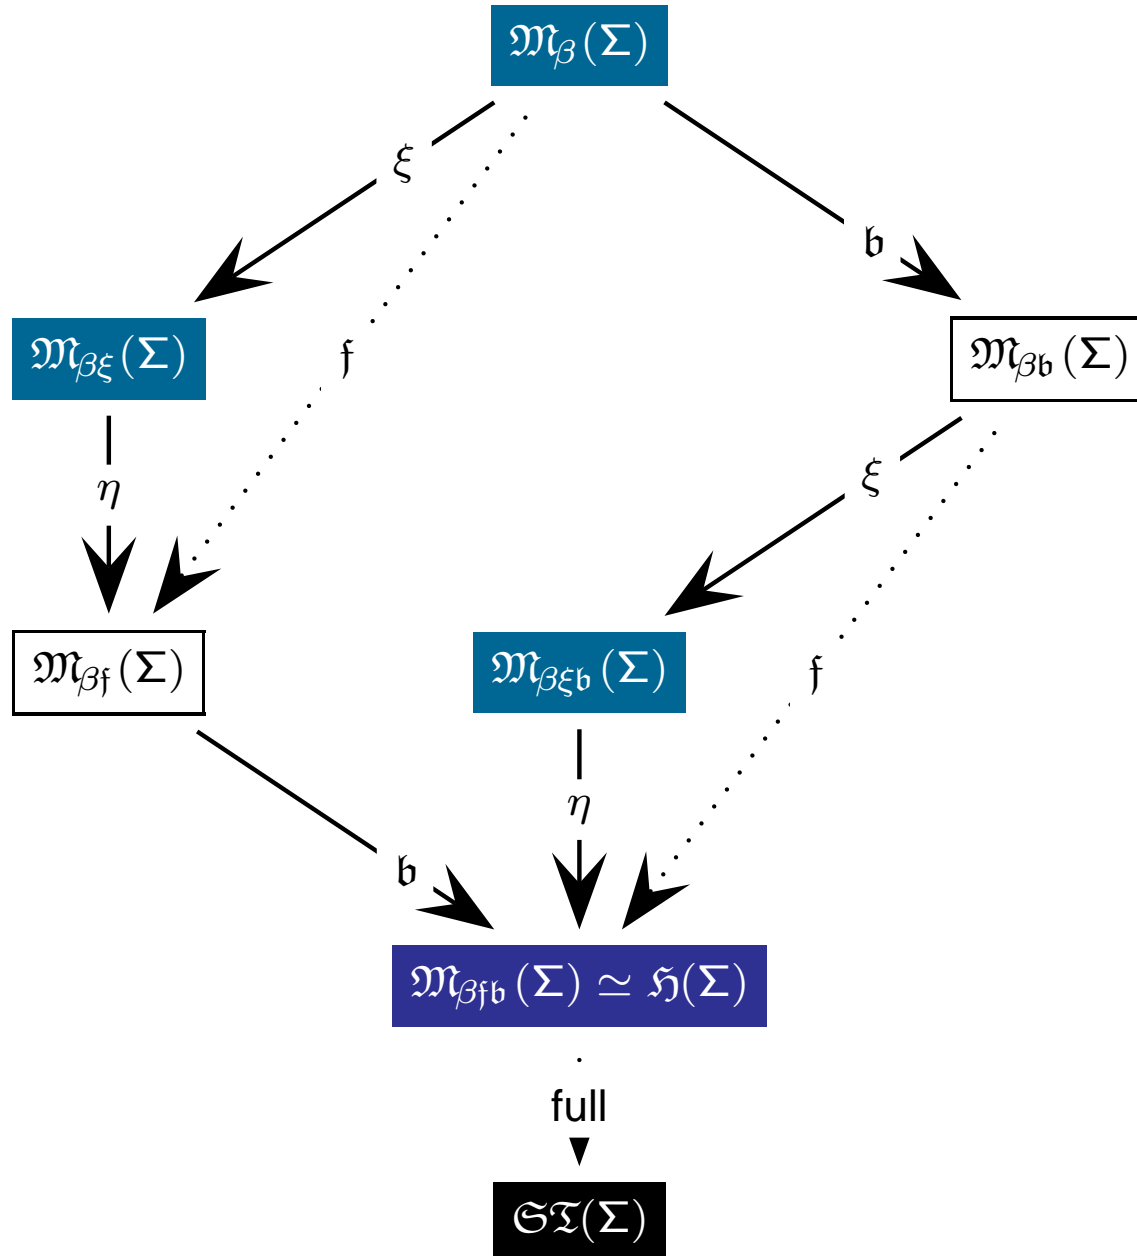 𝔐_β(Σ)
ξ
𝔟
𝔣
𝔐_βξ(Σ)
𝔐_β𝔟(Σ)
η
ξ
𝔐_β𝔣(Σ)
𝔐_βξ𝔟(Σ)
𝔣
η
𝔟
𝔐_β𝔣𝔟(Σ) ≃ ℌ(Σ)
full
𝔖𝔗(Σ)